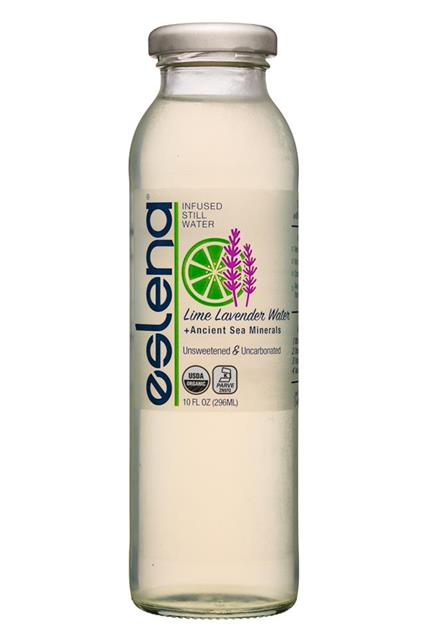 eslena®
INFUSED
STILL
WATER
Lime Lavender Water
+Ancient Sea Minerals
Unsweetened & Uncarbonated
USDA
ORGANIC
PARVE
10 FL OZ (296ML)